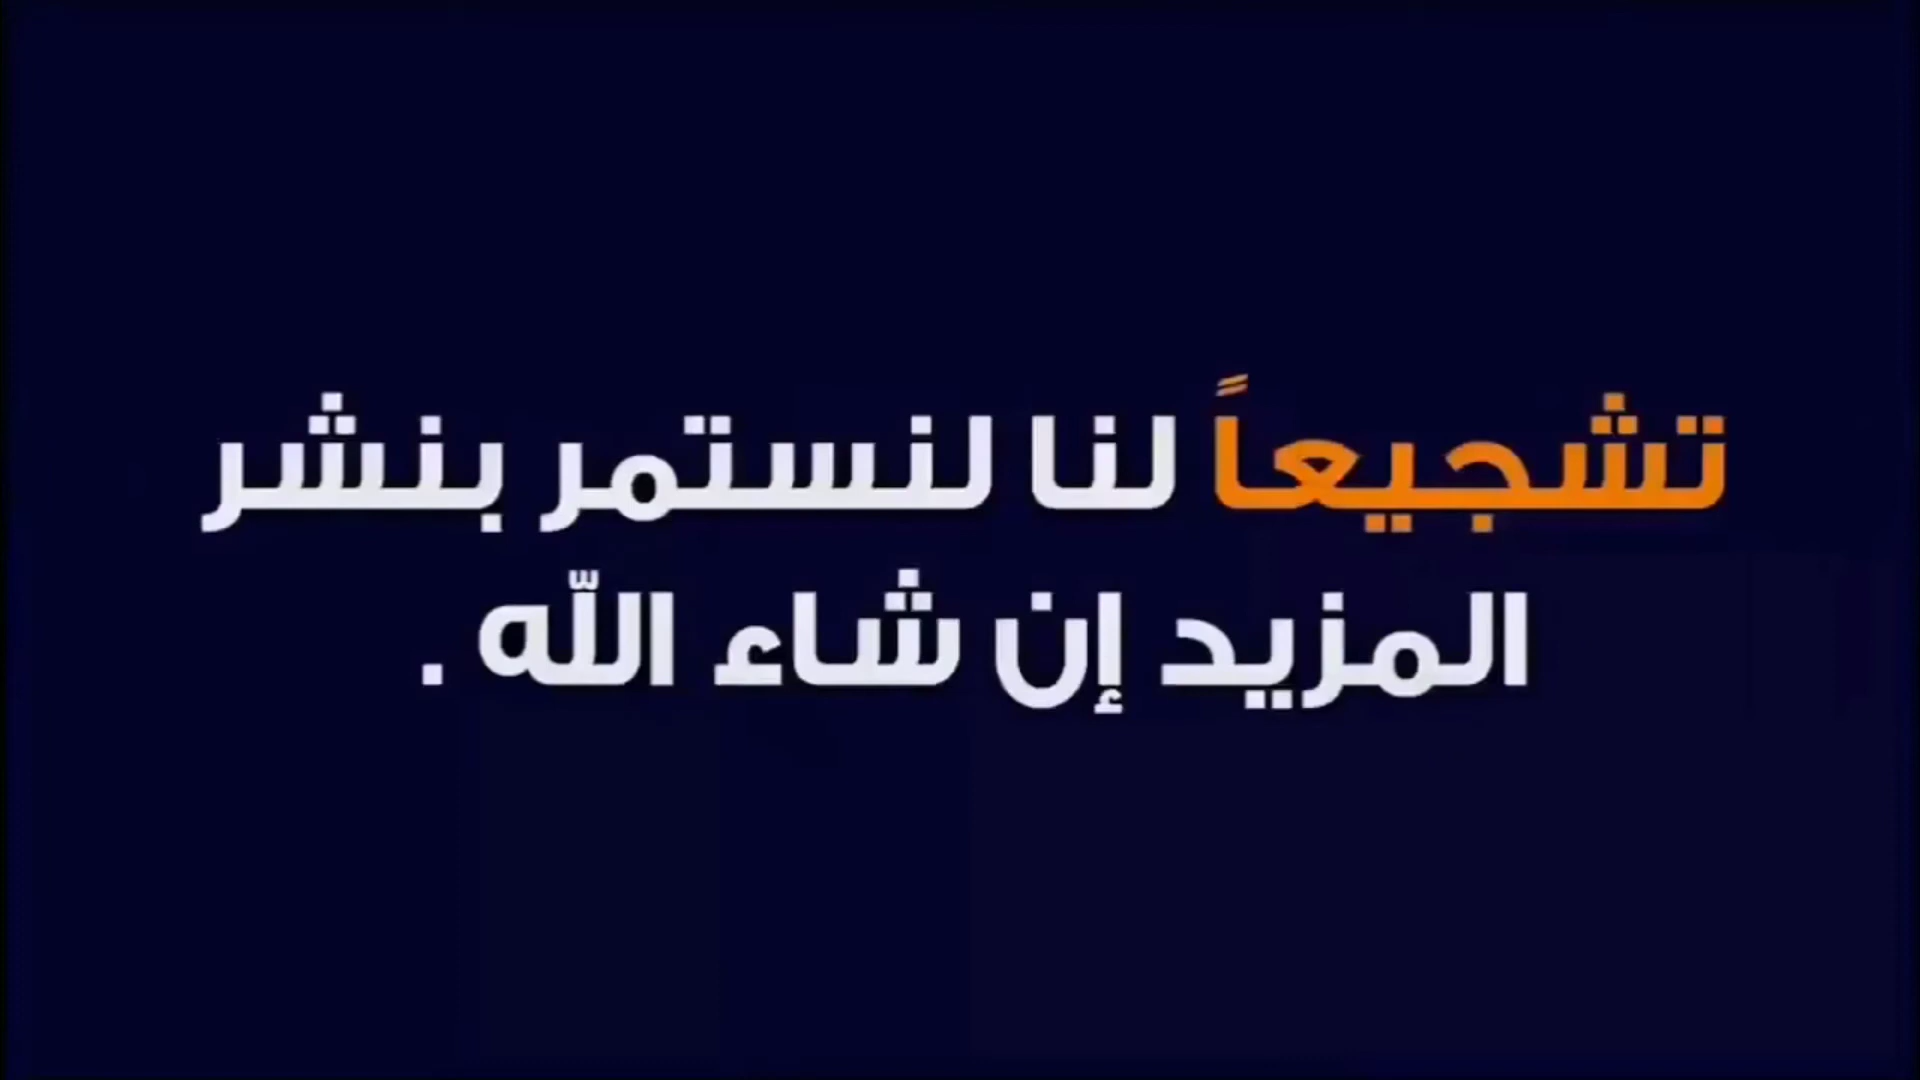 تشجيعاً لنا لنستمر بنشر
المزيد إن شاء اللّه .